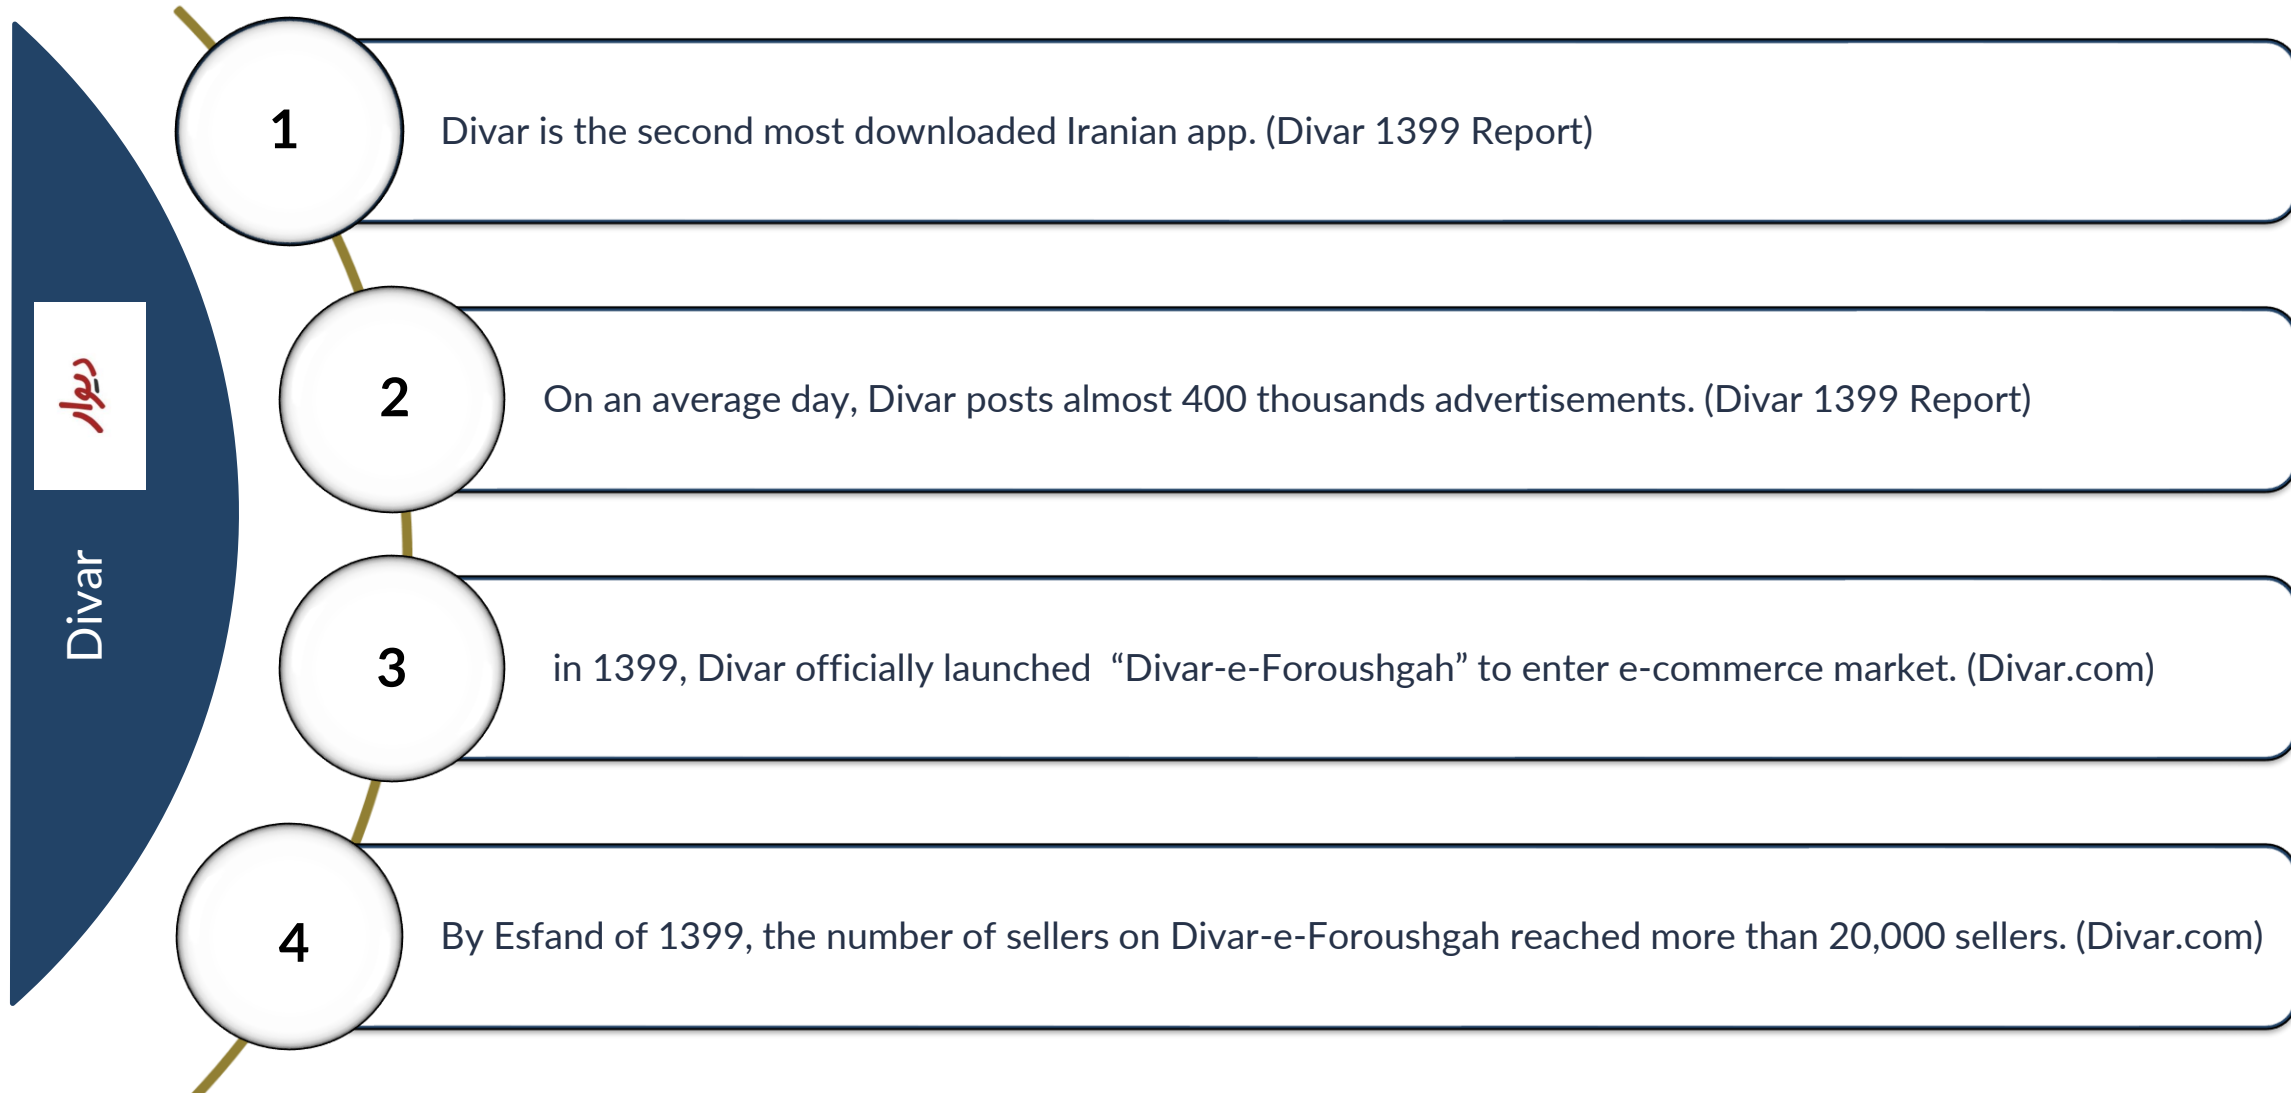 1
Divar is the second most downloaded Iranian app. (Divar 1399 Report)
2
On an average day, Divar posts almost 400 thousands advertisements. (Divar 1399 Report)
دیوار
Divar
3
in 1399, Divar officially launched “Divar-e-Foroushgah” to enter e-commerce market. (Divar.com)
4
By Esfand of 1399, the number of sellers on Divar-e-Foroushgah reached more than 20,000 sellers. (Divar.com)